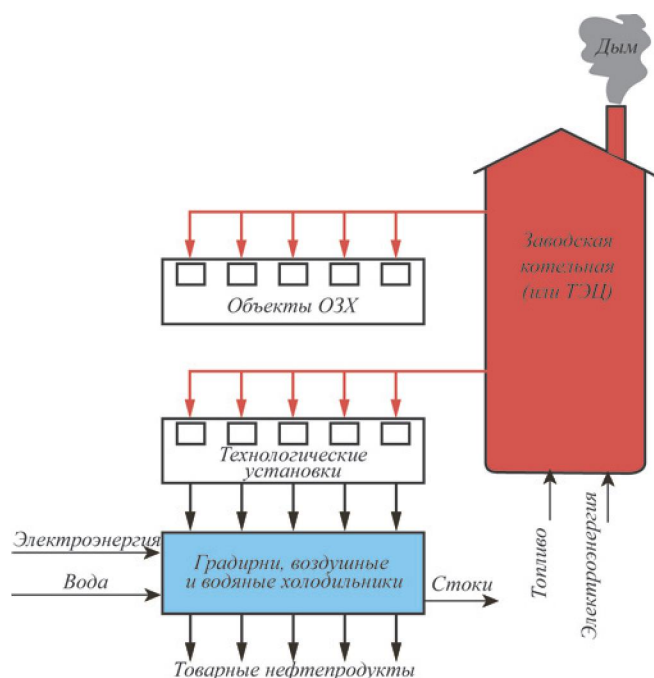 Дым
Заводская
котельная
(или ТЭЦ)
Объекты ОЗХ
Технологические
установки
Электроэнергия
Градирни, воздушные
и водяные холодильники
Вода
Стоки
Топливо
Электроэнергия
Товарные нефтепродукты